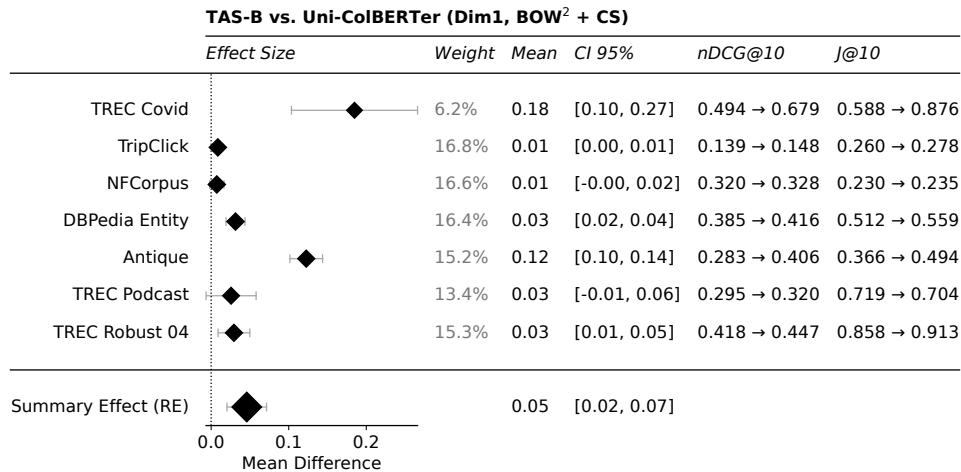 TAS-B vs. Uni-ColBERTer (Dim1, BOW² + CS)
Effect Size Weight Mean CI 95% nDCG@10 J@10
TREC Covid 6.2% 0.18 [0.10, 0.27] 0.494 → 0.679 0.588 → 0.876
TripClick 16.8% 0.01 [0.00, 0.01] 0.139 → 0.148 0.260 → 0.278
NFCorpus 16.6% 0.01 [-0.00, 0.02] 0.320 → 0.328 0.230 → 0.235
DBPedia Entity 16.4% 0.03 [0.02, 0.04] 0.385 → 0.416 0.512 → 0.559
Antique 15.2% 0.12 [0.10, 0.14] 0.283 → 0.406 0.366 → 0.494
TREC Podcast 13.4% 0.03 [-0.01, 0.06] 0.295 → 0.320 0.719 → 0.704
TREC Robust 04 15.3% 0.03 [0.01, 0.05] 0.418 → 0.447 0.858 → 0.913
Summary Effect (RE) 0.05 [0.02, 0.07]
0.0 0.1 0.2
Mean Difference